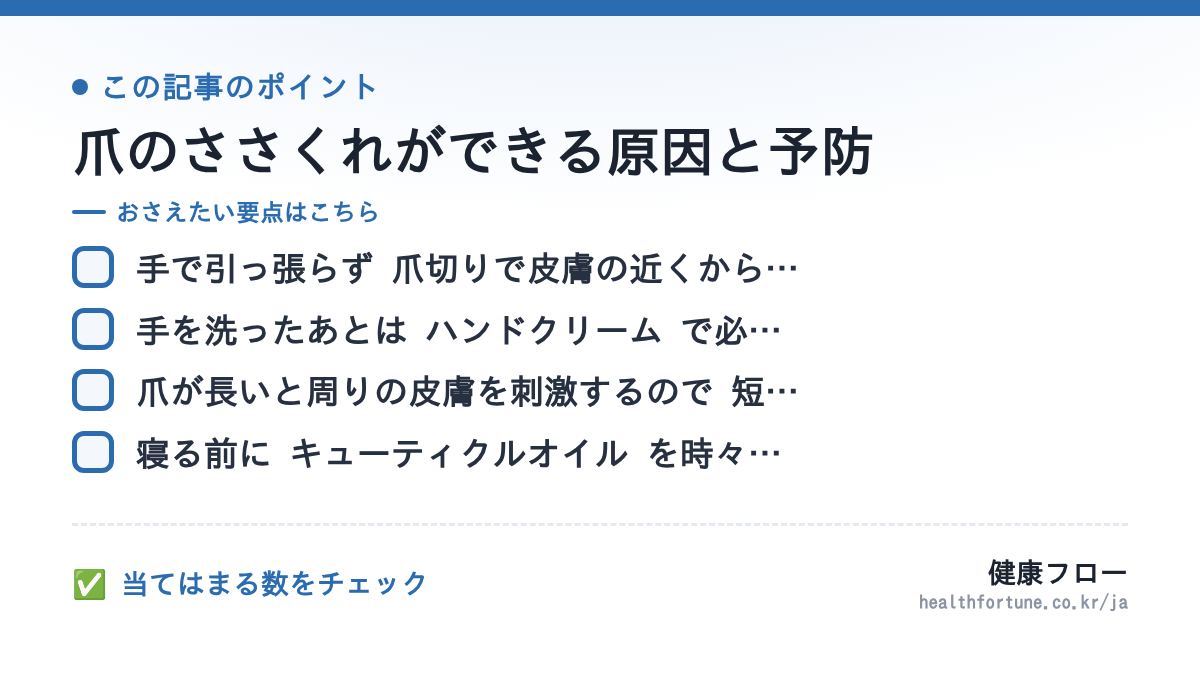 この記事のポイント
爪のささくれができる原因と予防
おさえたい要点はこちら
手で引っ張らず 爪切りで皮膚の近くから…
手を洗ったあとは ハンドクリーム で必…
爪が長いと周りの皮膚を刺激するので 短…
寝る前に キューティクルオイル を時々…
✅ 当てはまる数をチェック
健康フロー
healthfortune.co.kr/ja